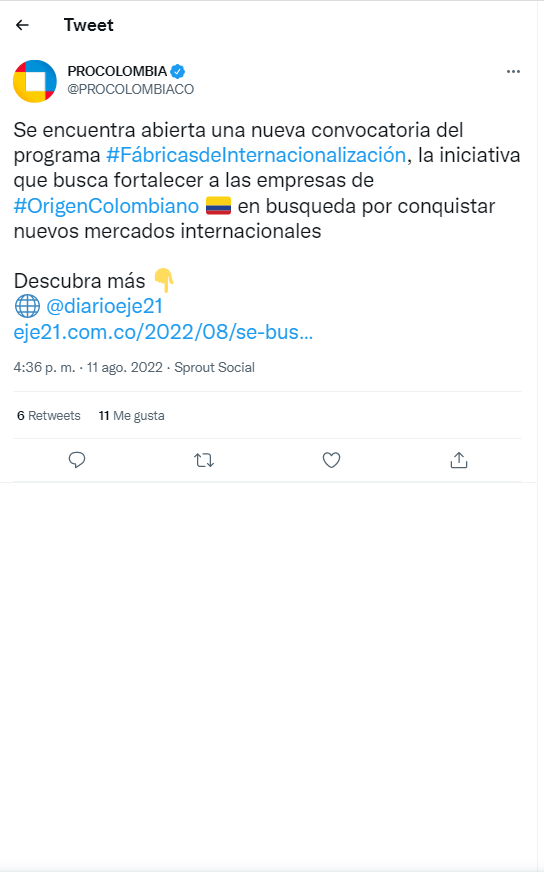 Tweet
PROCOLOMBIA
@PROCOLOMBIACO
Se encuentra abierta una nueva convocatoria del
programa #FábricasdeInternacionalización, la iniciativa
que busca fortalecer a las empresas de
#OrigenColombiano 🇨🇴 en busqueda por conquistar
nuevos mercados internacionales
Descubra más 👇
🌐 @diarioeje21
eje21.com.co/2022/08/se-bus...
4:36 p. m. · 11 ago. 2022 · Sprout Social
6 Retweets 11 Me gusta